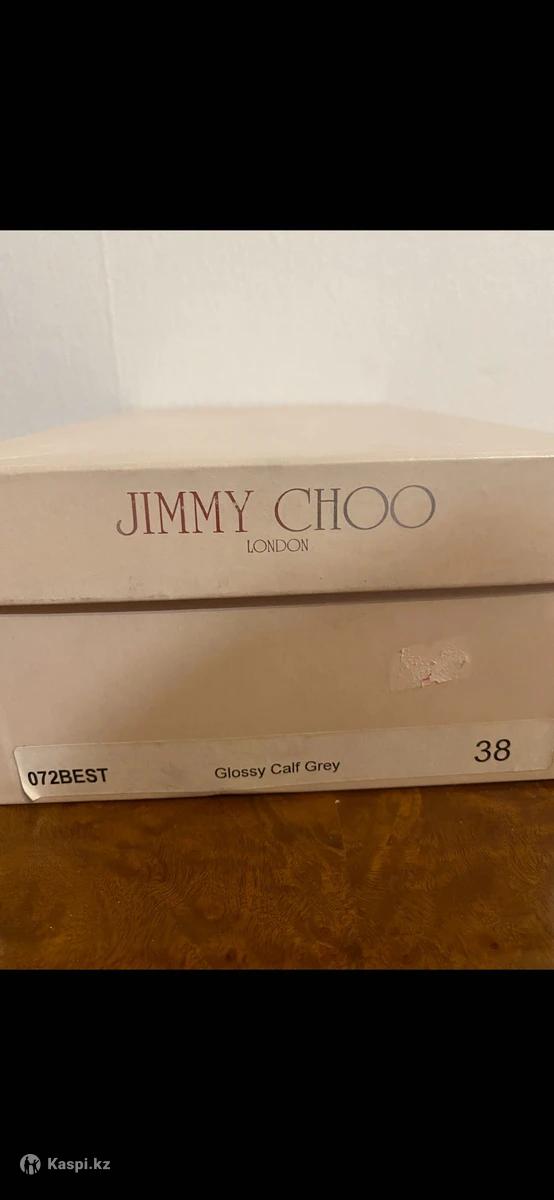 JIMMY CHOO
LONDON
072BEST Glossy Calf Grey 38
Kaspi.kz